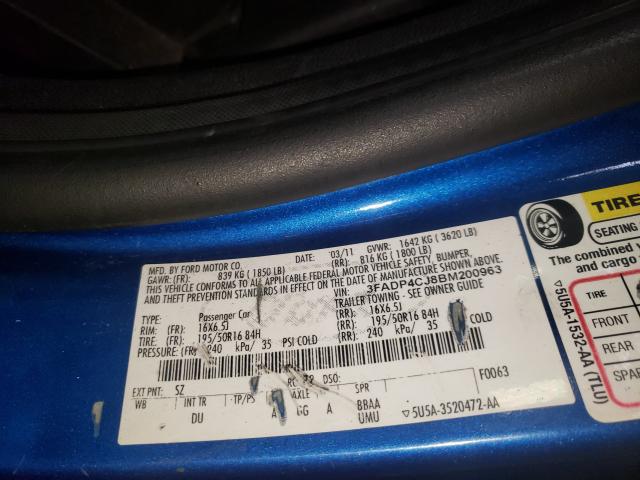 MFD. BY FORD MOTOR CO.
DATE: 03/11 GVWR: 1642 KG ( 3620 LB)
GAWR: (FR): 839 KG ( 1850 LB) (RR): 816 KG ( 1800 LB)
THIS VEHICLE CONFORMS TO ALL APPLICABLE FEDERAL MOTOR VEHICLE SAFETY, BUMPER,
AND THEFT PREVENTION STANDARDS IN EFFECT ON THE DATE OF MANUFACTURE SHOWN ABOVE.
VIN: 3FADP4CJ8BM200963
TYPE: Passenger Car TRAILER TOWING - SEE OWNER GUIDE
RIM: (FR): 16X6.5J (RR): 16X6.5J
TIRE: (FR): 195/50R16 84H (RR): 195/50R16 84H
PRESSURE: (FR) 240 kPa/ 35 PSI COLD (RR): 240 kPa/ 35 COLD
EXT PNT: SZ DSO: F0063
WB INT TR TP/PS AXLE SPR
DU A GG A BBAA
UMU 5U5A-3520472-AA
TIRE
SEATING
The combined
and cargo
TIRE
FRONT
REAR
SPAR
5U5A-1532-AA (TLU)